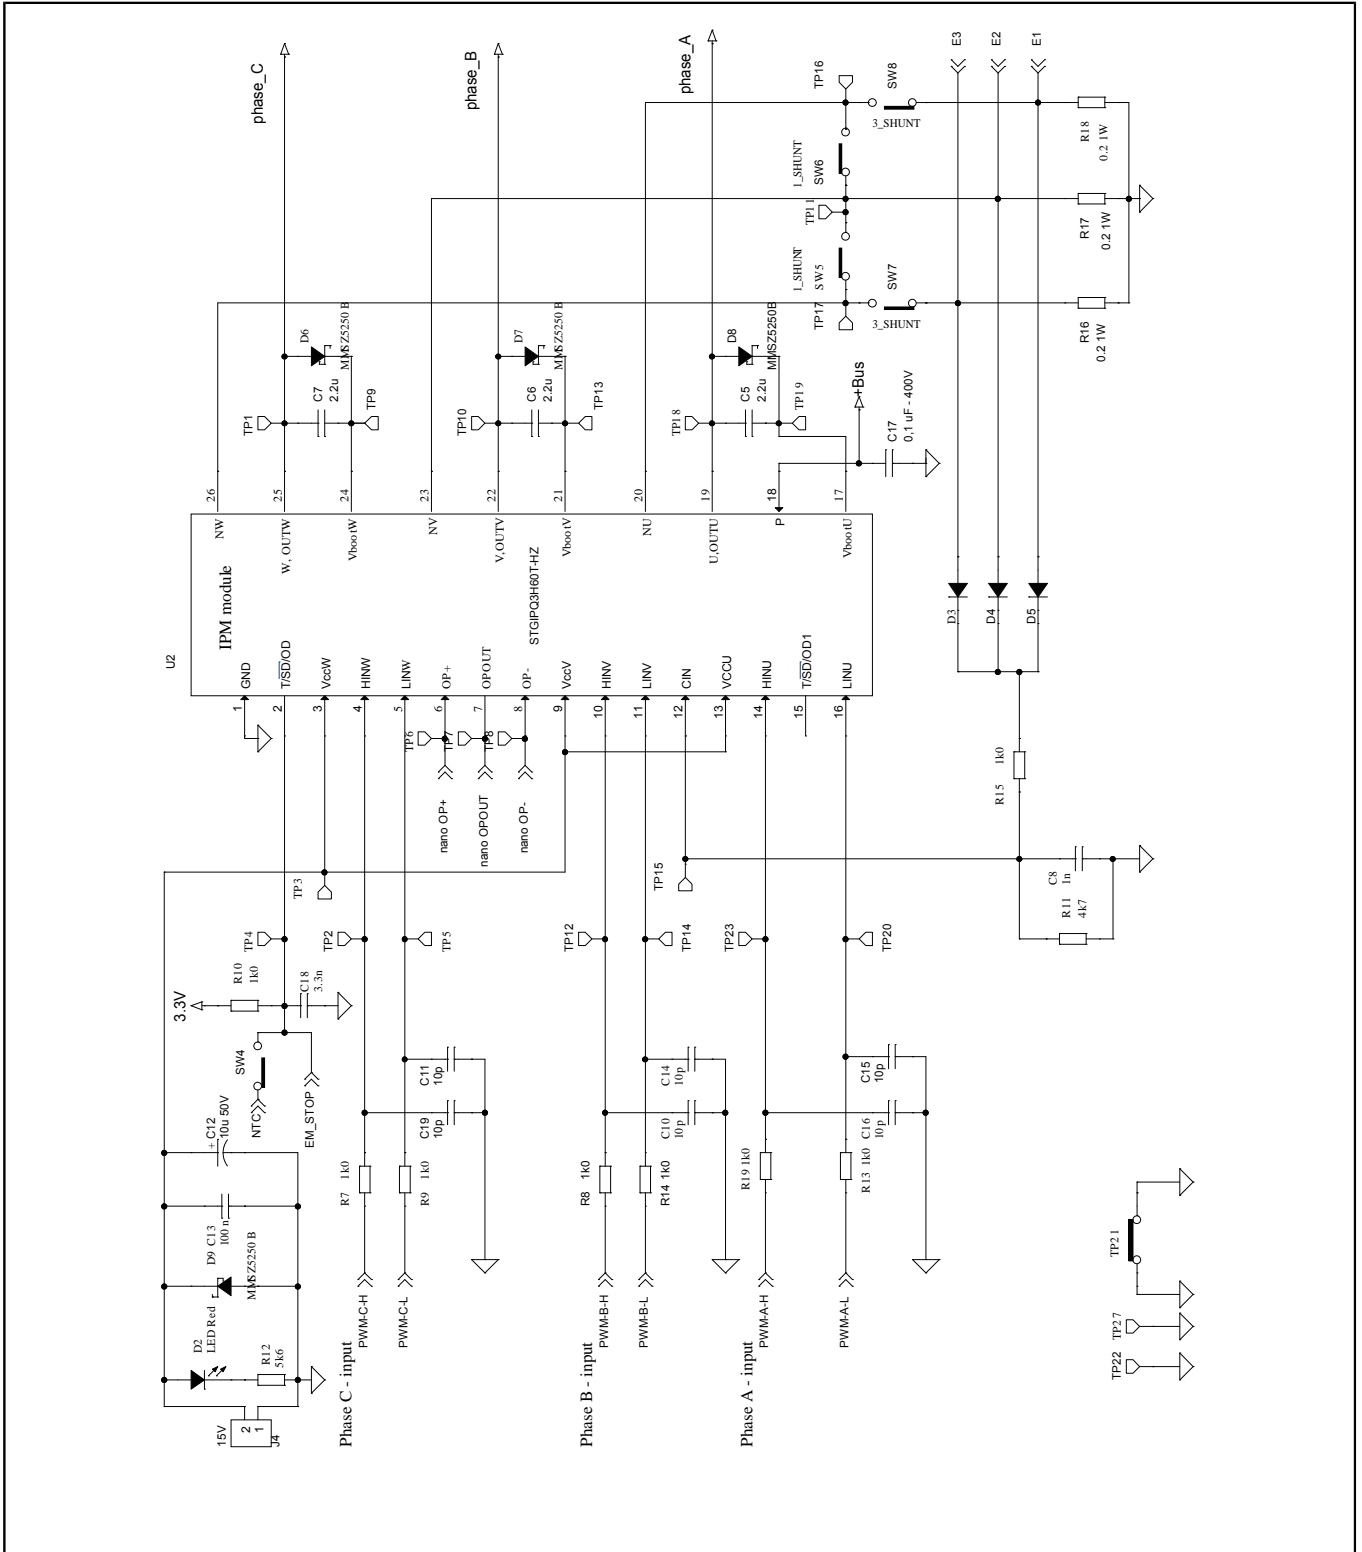 phase_C
phase_B
phase_A
E3
E2
E1
TP16
SW8
3_SHUNT
R18
0.2 1W
1_SHUNT
SW6
TP11
R17
0.2 1W
1_SHUNT
SW5
SW7
TP17
3_SHUNT
R16
0.2 1W
D6
MMSZ5250B
D7
MMSZ5250B
D8
MMSZ5250B
TP1
C7
2.2u
TP9
TP10
C6
2.2u
TP13
TP18
C5
2.2u
TP19
+Bus
C17
0,1 uF - 400V
26
25
24
23
22
21
20
19
18
17
NW
W, OUTW
VbootW
NV
V,OUTV
VbootV
NU
U,OUTU
P
VbootU
IPM module
STGIPQ3H60T-HZ
U2
GND
T/SD/OD
VccW
HINW
LINW
OP+
OPOUT
OP-
VccV
HINV
LINV
CIN
VCCU
HINU
T/SD/OD1
LINU
1
2
3
4
5
6
7
8
9
10
11
12
13
14
15
16
D3
D4
D5
TP6
TP7
TP8
nano OP+
nano OPOUT
nano OP-
R15
1k0
TP3
TP15
C8
1n
R11
4k7
TP4
TP2
TP5
TP12
TP14
TP23
TP20
3.3V
R10
1k0
C18
3.3n
SW4
NTC
EM_STOP
C11
10p
C19
10p
C14
10p
C10
10p
C15
10p
C16
10p
+ C12
10u 50V
C13
100 n
D9
MMSZ5250B
D2
LED Red
R12
5k6
15V
2
1
J4
R7 1k0
R9 1k0
R8 1k0
R14 1k0
R19 1k0
R13 1k0
PWM-C-H
PWM-C-L
PWM-B-H
PWM-B-L
PWM-A-H
PWM-A-L
Phase C - input
Phase B - input
Phase A - input
TP21
TP27
TP22